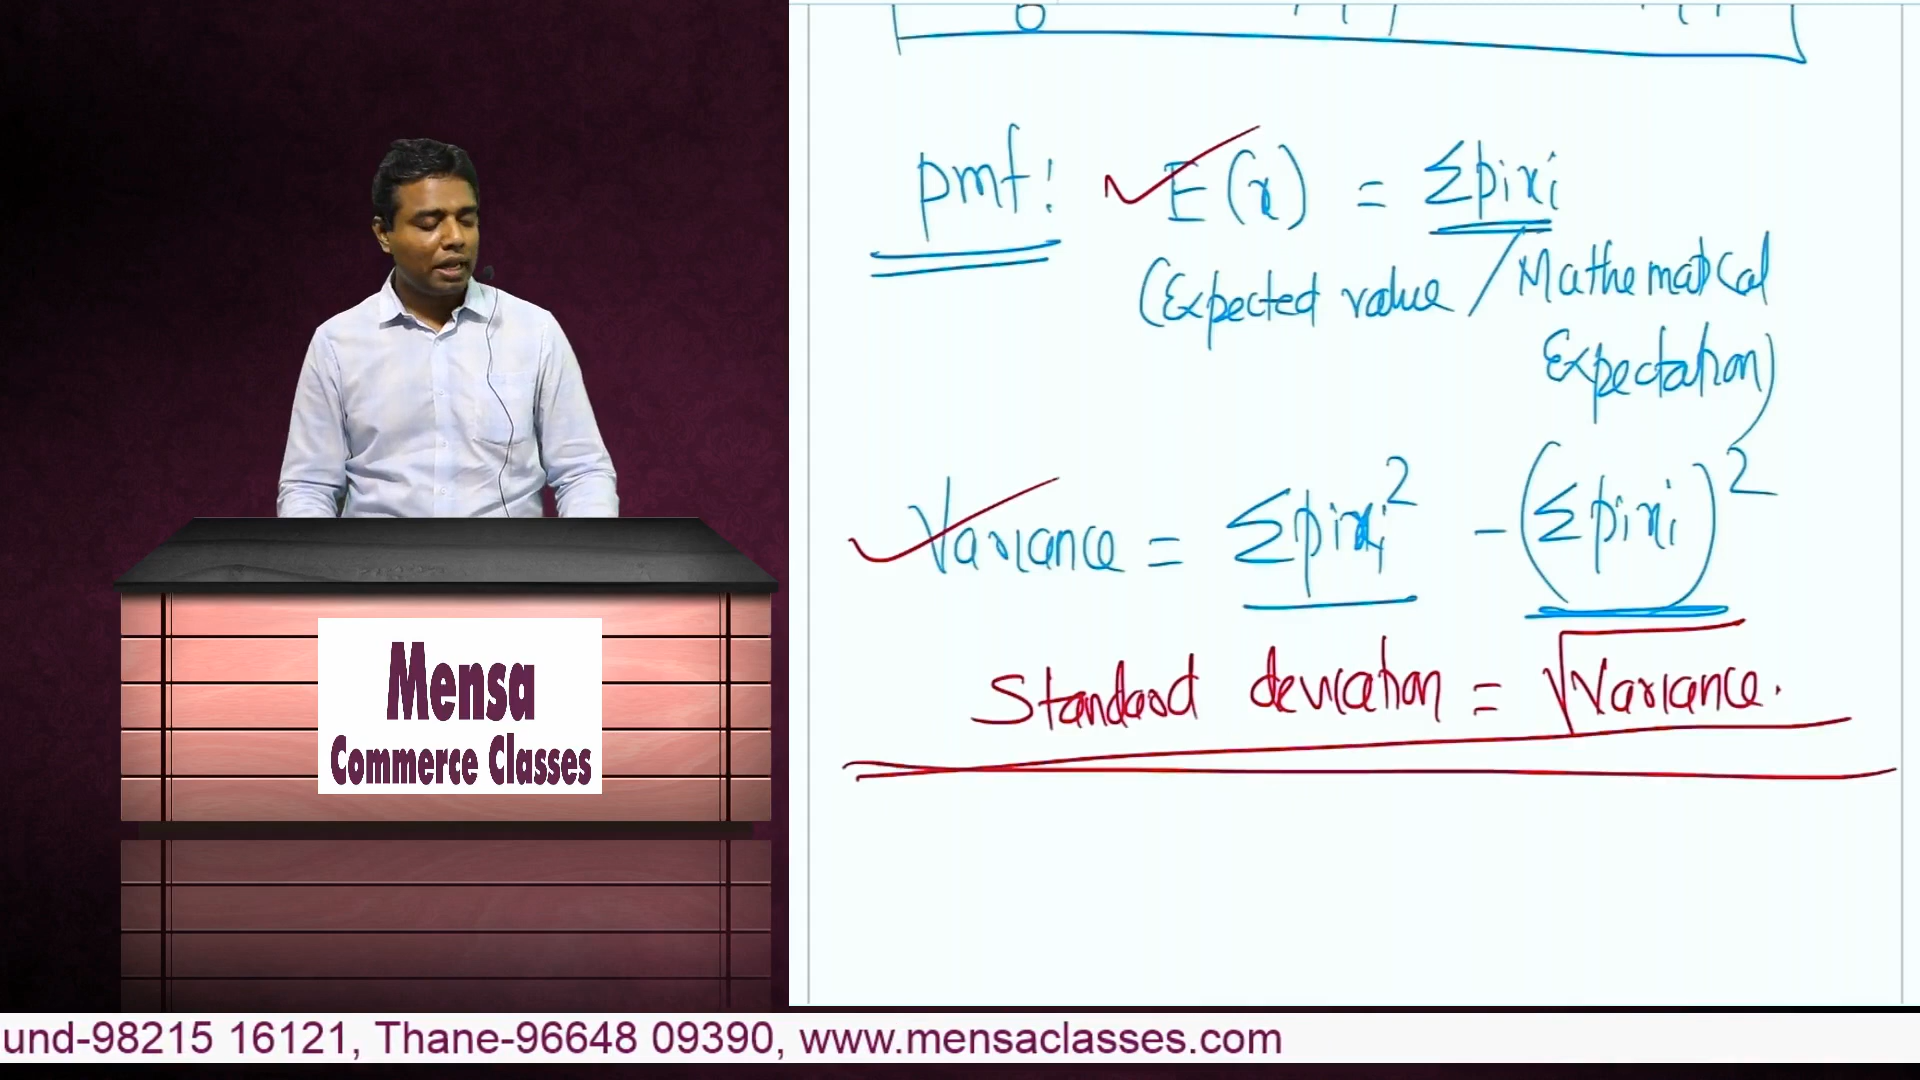 pmf: E(x) = Σpixi
(Expected value / Mathematical
Expectation)
Variance = Σpixi² - (Σpixi)²
Standard deviation = √Variance.
Mensa
Commerce Classes
und-98215 16121, Thane-96648 09390, www.mensaclasses.com